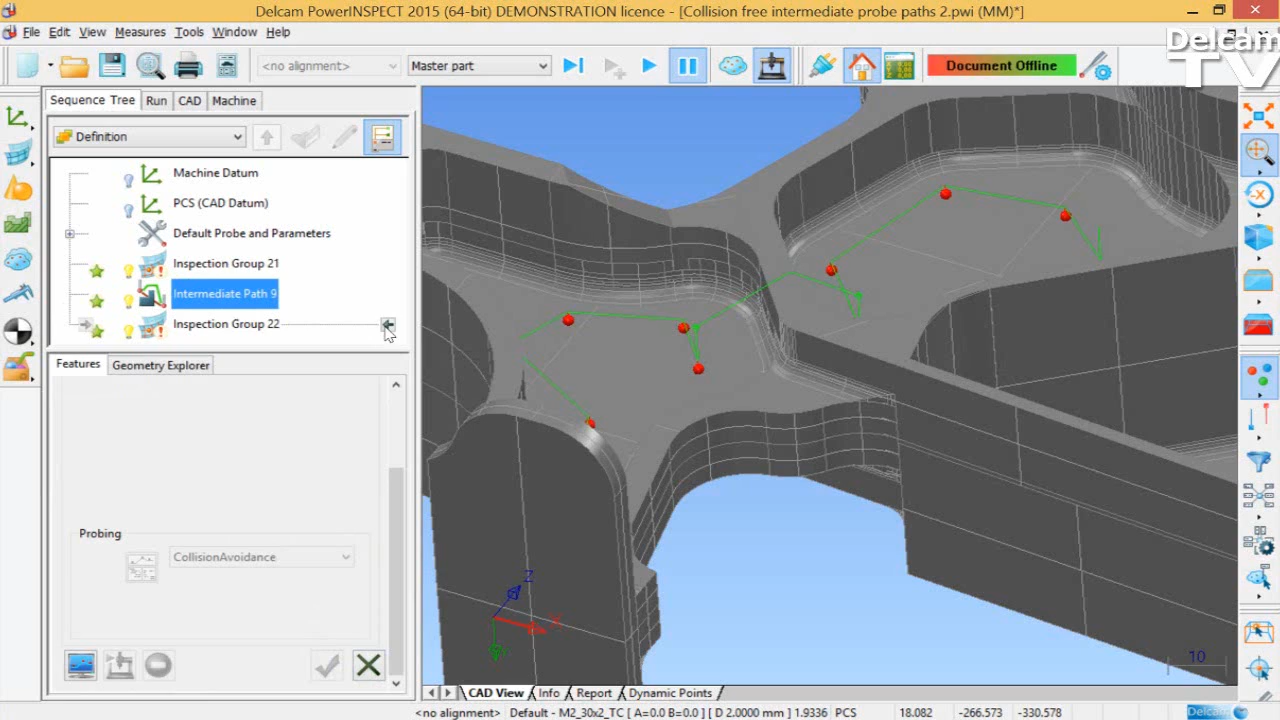 Delcam PowerINSPECT 2015 (64-bit) DEMONSTRATION licence - [Collision free intermediate probe paths 2.pwi (MM)*]
File Edit View Measures Tools Window Help
Delcam
TV
<no alignment> Master part Document Offline
Sequence Tree Run CAD Machine
Definition
Machine Datum
PCS (CAD Datum)
Default Probe and Parameters
Inspection Group 21
Intermediate Path 9
Inspection Group 22
Features Geometry Explorer
Probing
CollisionAvoidance
Z
X
10
CAD View Info Report Dynamic Points
<no alignment> Default - M2_30x2_TC [ A=0.0 B=0.0 ] [ D 2.0000 mm ] 1.9336 PCS 18.082 -266.573 -330.578 Delcam